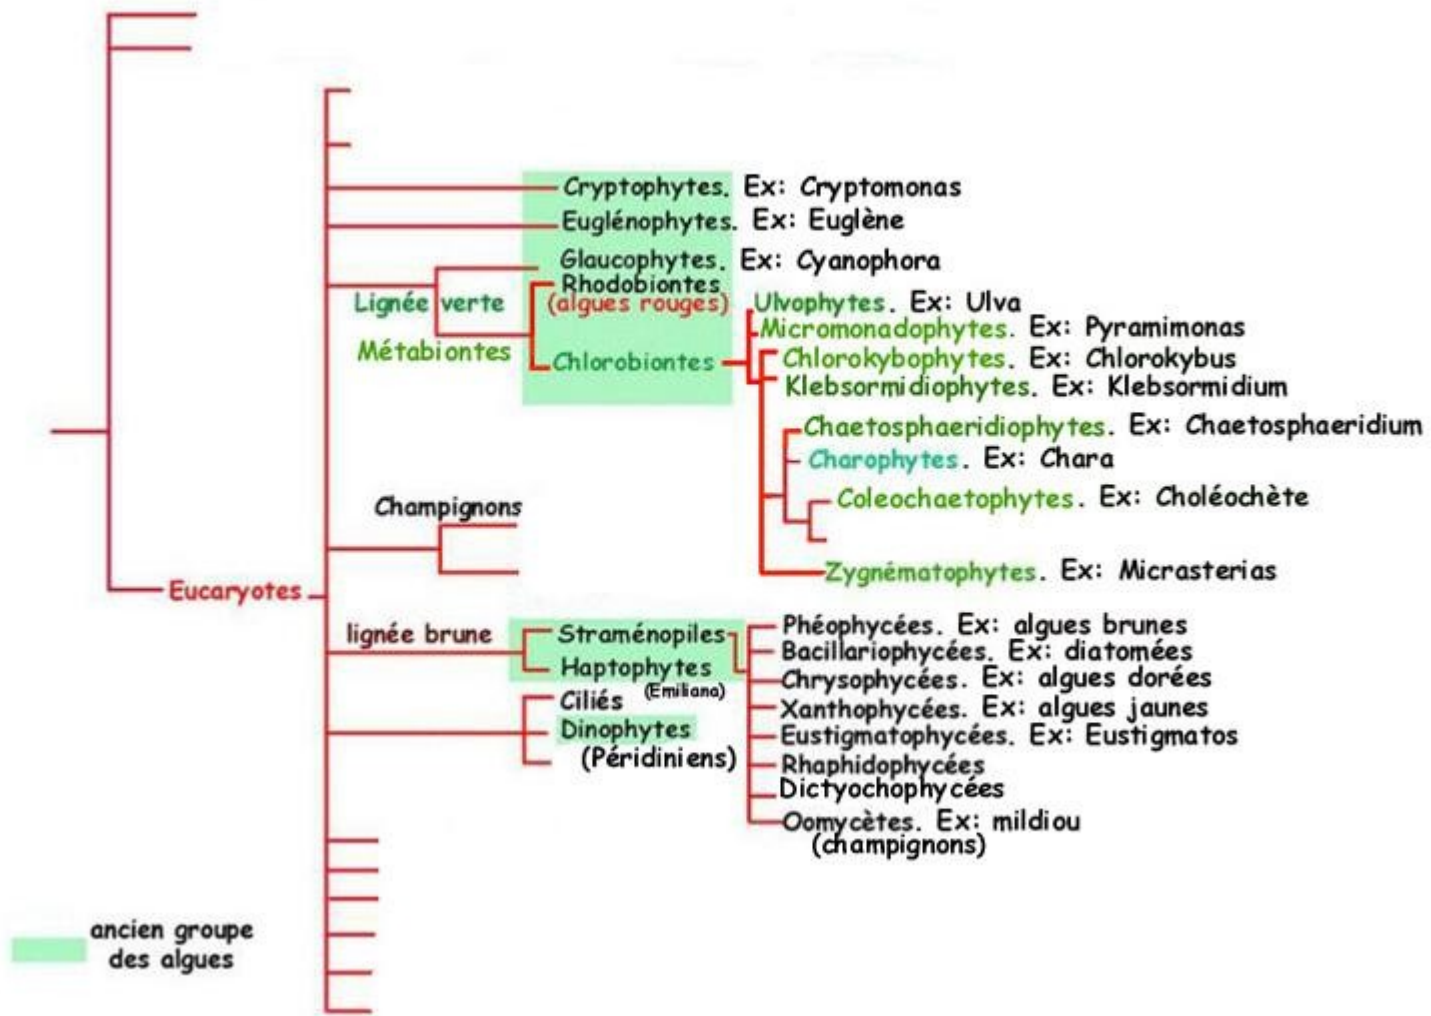 Cryptophytes. Ex: Cryptomonas
Euglénophytes. Ex: Euglène
Glaucophytes. Ex: Cyanophora
Rhodobiontes
Lignée verte
(algues rouges)
Ulvophytes. Ex: Ulva
Micromonadophytes. Ex: Pyramimonas
Métabiontes
Chlorobiontes
Chlorokybophytes. Ex: Chlorokybus
Klebsormidiophytes. Ex: Klebsormidium
Chaetosphaeridiophytes. Ex: Chaetosphaeridium
Charophytes. Ex: Chara
Coleochaetophytes. Ex: Choléochète
Champignons
Zygnématophytes. Ex: Micrasterias
Eucaryotes
lignée brune
Straménopiles
Haptophytes
(Emiliana)
Phéophycées. Ex: algues brunes
Bacillariophycées. Ex: diatomées
Chrysophycées. Ex: algues dorées
Xanthophycées. Ex: algues jaunes
Eustigmatophycées. Ex: Eustigmatos
Rhaphidophycées
Dictyochophycées
Oomycètes. Ex: mildiou
(champignons)
Ciliés
Dinophytes
(Péridiniens)
ancien groupe
des algues